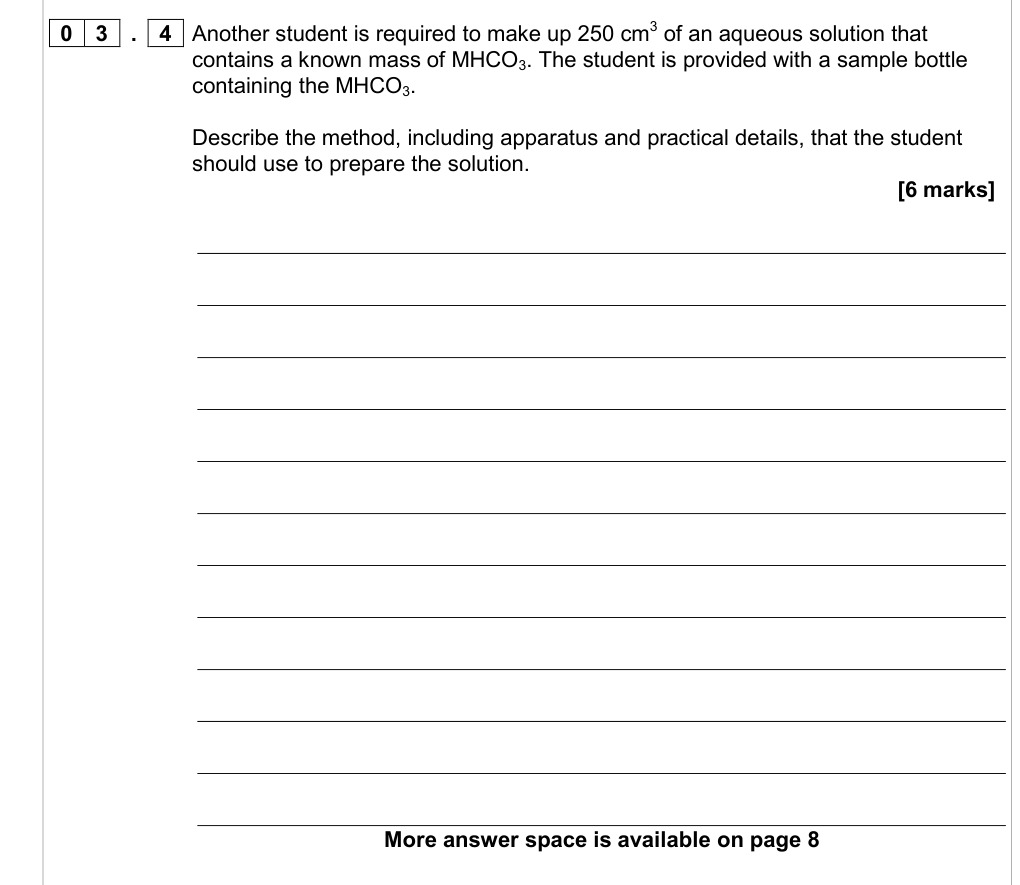 0 3 . 4 Another student is required to make up 250 cm³ of an aqueous solution that
contains a known mass of MHCO₃. The student is provided with a sample bottle
containing the MHCO₃.
Describe the method, including apparatus and practical details, that the student
should use to prepare the solution.
[6 marks]
More answer space is available on page 8